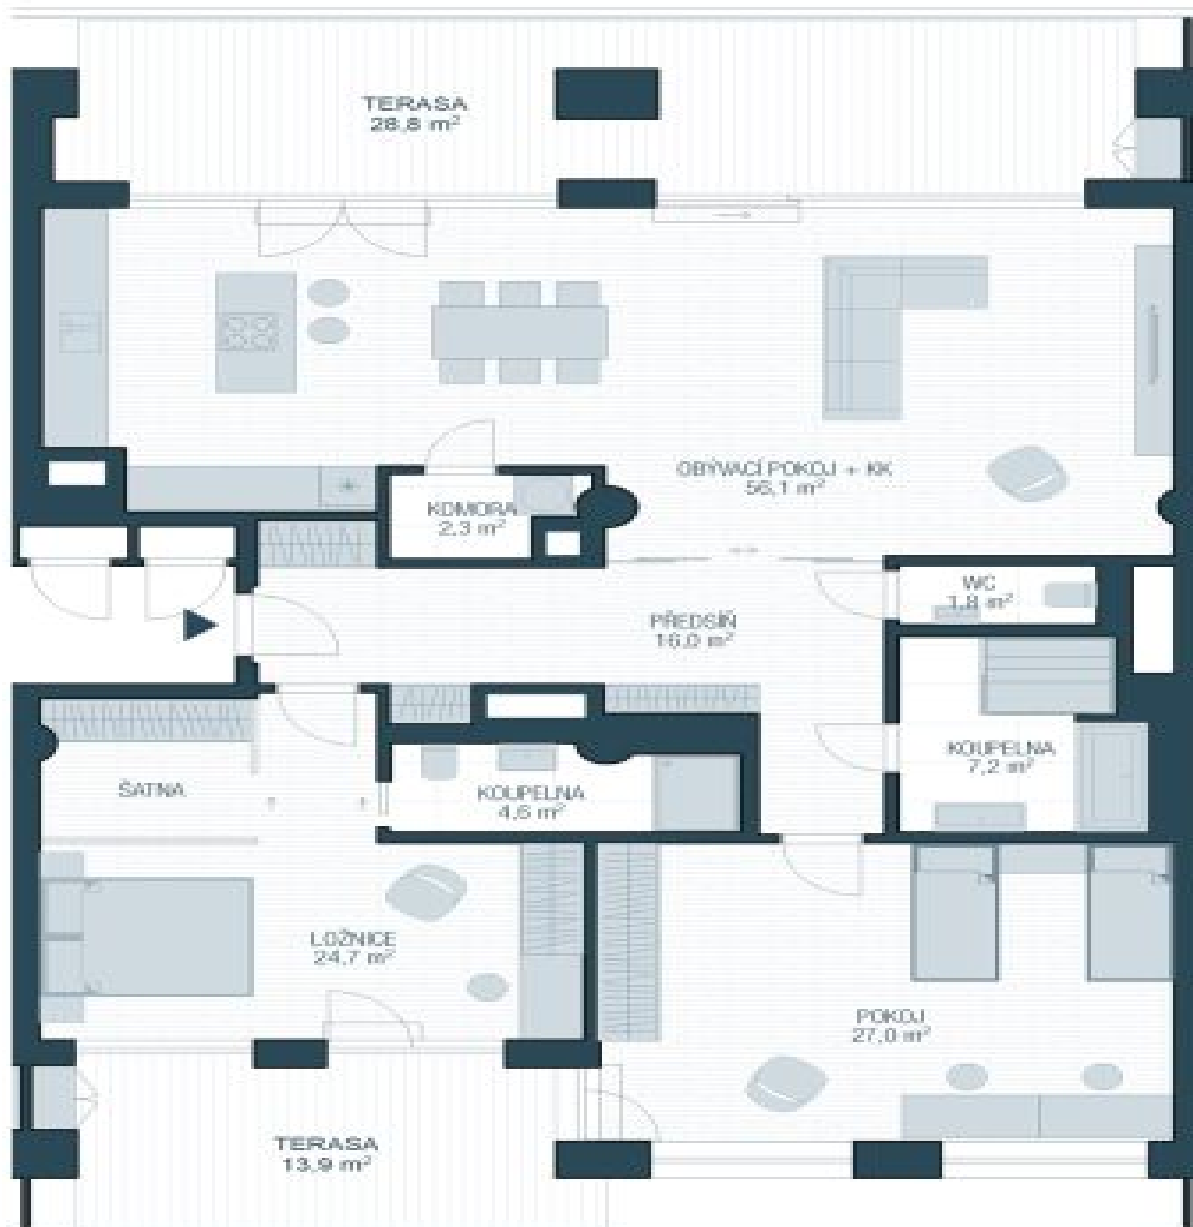 TERASA
28,8 m²
OBÝVACÍ POKOJ + KK
56,1 m²
KOMORA
2,3 m²
WC
1,8 m²
PŘEDSÍŇ
16,0 m²
KOUPELNA
7,2 m²
ŠATNA
KOUPELNA
4,6 m²
LOŽNICE
24,7 m²
POKOJ
27,0 m²
TERASA
13,9 m²